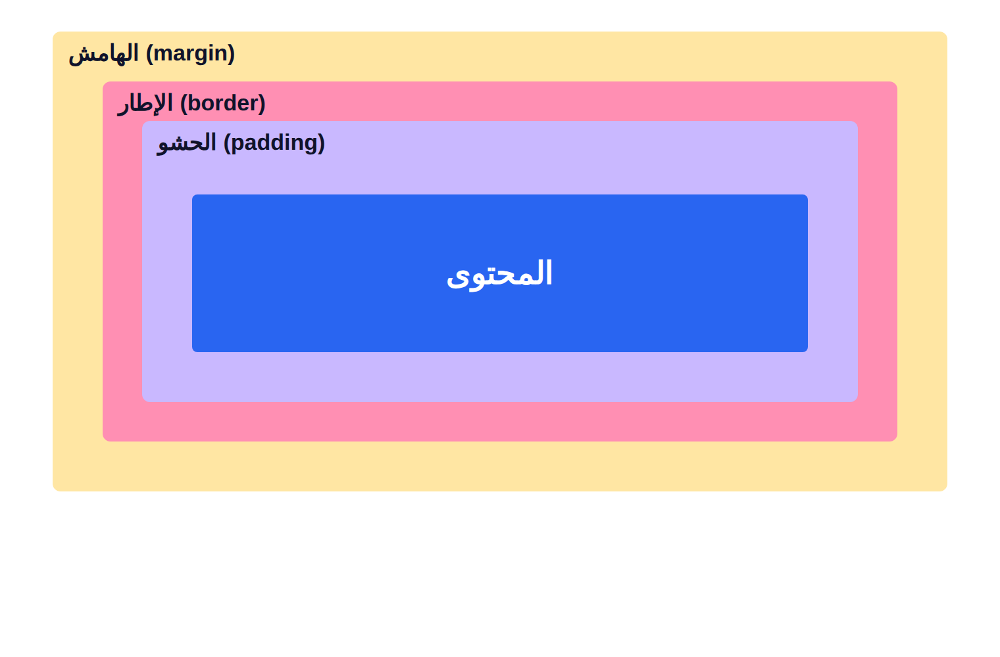 الهامش (margin)
الإطار (border)
الحشو (padding)
المحتوى